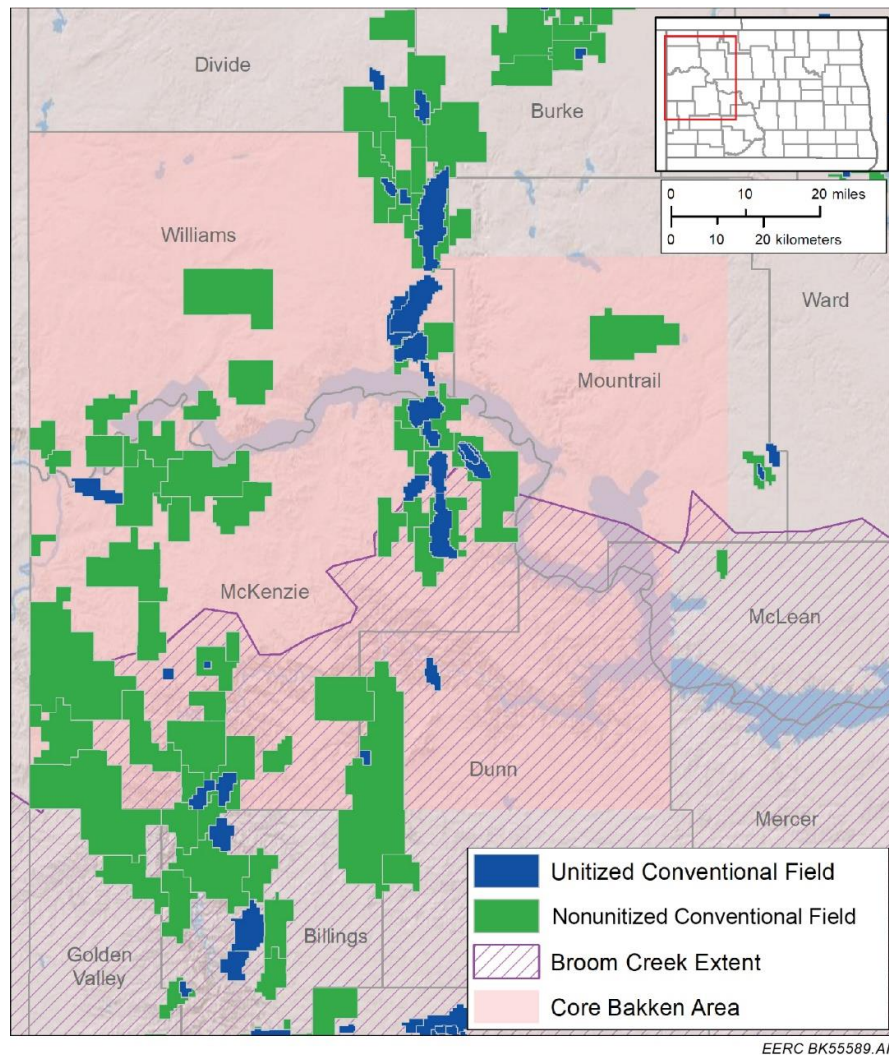 Divide
Burke
0 10 20 miles
0 10 20 kilometers
Williams
Ward
Mountrail
McKenzie
McLean
Dunn
Mercer
Golden
Valley
Billings
Unitized Conventional Field
Nonunitized Conventional Field
Broom Creek Extent
Core Bakken Area
EERC BK55589.AI